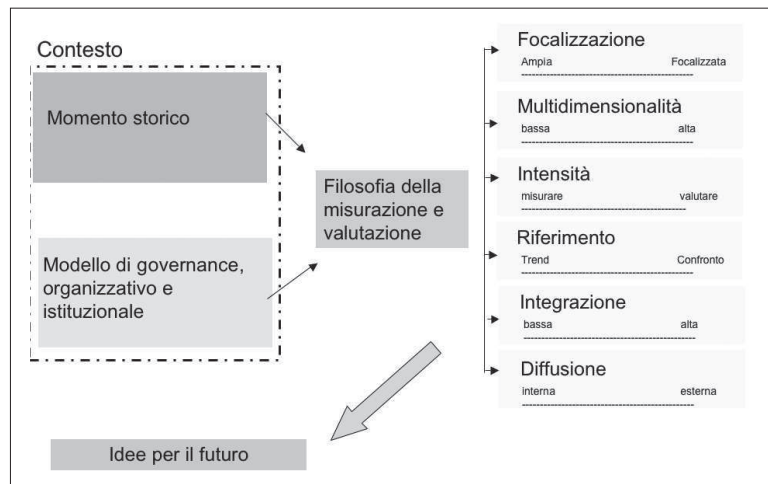 Contesto
Momento storico
Modello di governance,
organizzativo e
istituzionale
Filosofia della
misurazione e
valutazione
Focalizzazione
Ampia Focalizzata
Multidimensionalità
bassa alta
Intensità
misurare valutare
Riferimento
Trend Confronto
Integrazione
bassa alta
Diffusione
interna esterna
Idee per il futuro